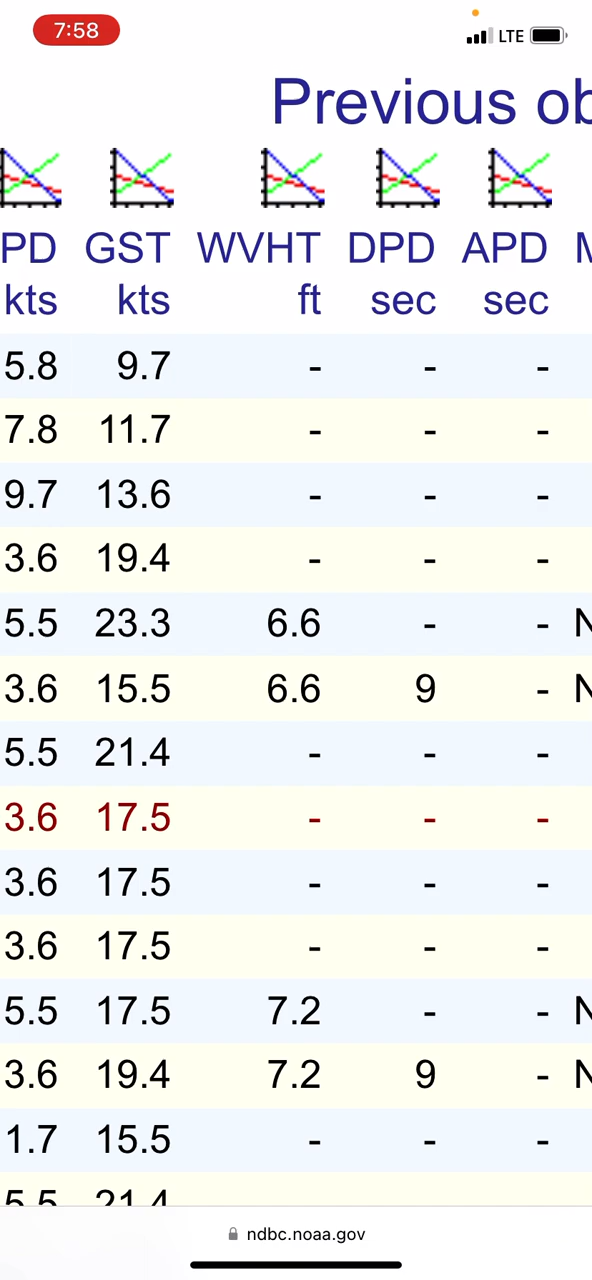 7:58 LTE
Previous ob
PD GST WVHT DPD APD M
kts kts ft sec sec
5.8 9.7 - - -
7.8 11.7 - - -
9.7 13.6 - - -
3.6 19.4 - - -
5.5 23.3 6.6 - - N
3.6 15.5 6.6 9 - N
5.5 21.4 - - -
3.6 17.5 - - -
3.6 17.5 - - -
3.6 17.5 - - -
5.5 17.5 7.2 - - N
3.6 19.4 7.2 9 - N
1.7 15.5 - - -
5.5 21.4
ndbc.noaa.gov